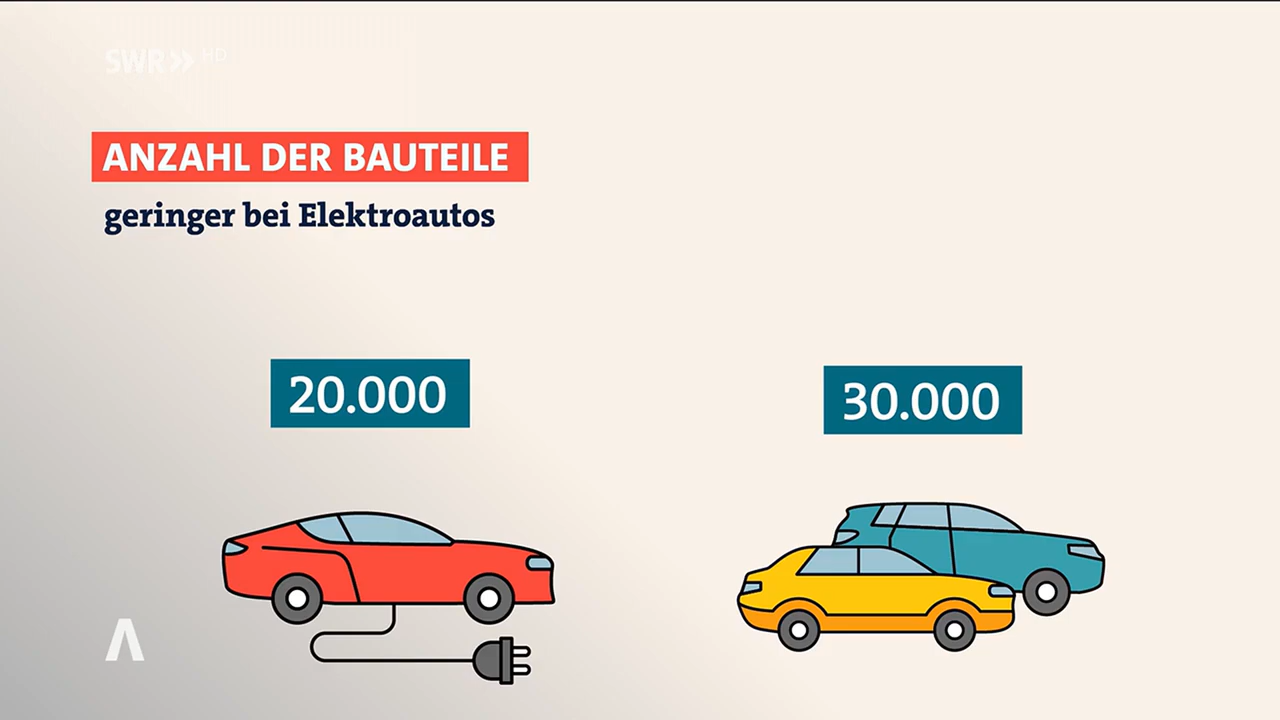 SWR» HD
ANZAHL DER BAUTEILE
geringer bei Elektroautos
20.000
30.000